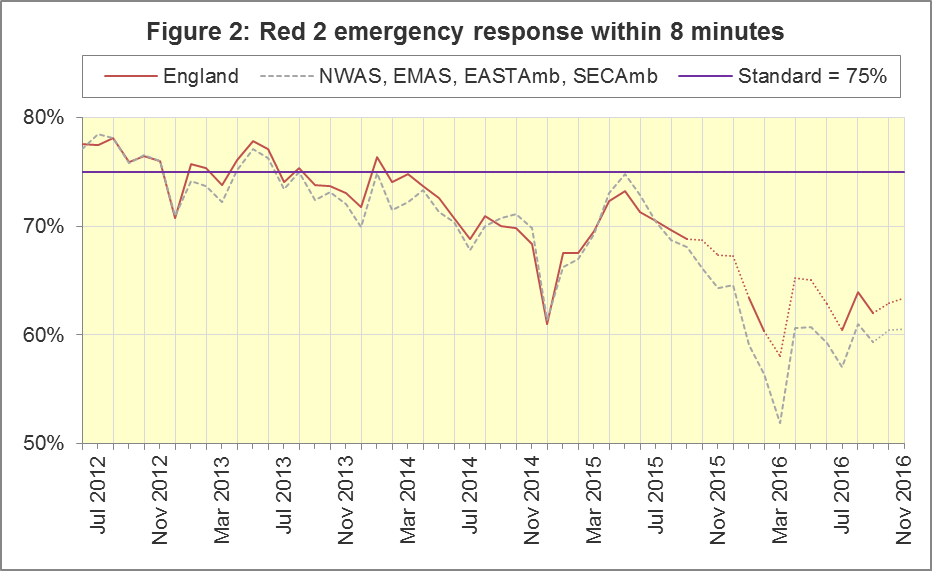 Figure 2: Red 2 emergency response within 8 minutes
England NWAS, EMAS, EASTAmb, SECAmb Standard = 75%
80%
70%
60%
50%
Jul 2012
Nov 2012
Mar 2013
Jul 2013
Nov 2013
Mar 2014
Jul 2014
Nov 2014
Mar 2015
Jul 2015
Nov 2015
Mar 2016
Jul 2016
Nov 2016